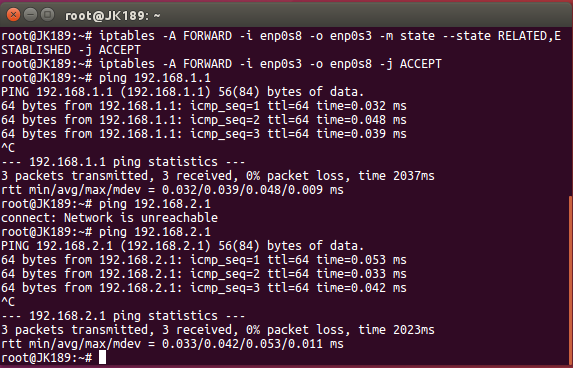 root@JK189: ~
root@JK189:~# iptables -A FORWARD -i enp0s8 -o enp0s3 -m state --state RELATED,E
STABLISHED -j ACCEPT
root@JK189:~# iptables -A FORWARD -i enp0s3 -o enp0s8 -j ACCEPT
root@JK189:~# ping 192.168.1.1
PING 192.168.1.1 (192.168.1.1) 56(84) bytes of data.
64 bytes from 192.168.1.1: icmp_seq=1 ttl=64 time=0.032 ms
64 bytes from 192.168.1.1: icmp_seq=2 ttl=64 time=0.048 ms
64 bytes from 192.168.1.1: icmp_seq=3 ttl=64 time=0.039 ms
^C
--- 192.168.1.1 ping statistics ---
3 packets transmitted, 3 received, 0% packet loss, time 2037ms
rtt min/avg/max/mdev = 0.032/0.039/0.048/0.009 ms
root@JK189:~# ping 192.168.2.1
connect: Network is unreachable
root@JK189:~# ping 192.168.2.1
PING 192.168.2.1 (192.168.2.1) 56(84) bytes of data.
64 bytes from 192.168.2.1: icmp_seq=1 ttl=64 time=0.053 ms
64 bytes from 192.168.2.1: icmp_seq=2 ttl=64 time=0.033 ms
64 bytes from 192.168.2.1: icmp_seq=3 ttl=64 time=0.042 ms
^C
--- 192.168.2.1 ping statistics ---
3 packets transmitted, 3 received, 0% packet loss, time 2023ms
rtt min/avg/max/mdev = 0.033/0.042/0.053/0.011 ms
root@JK189:~#